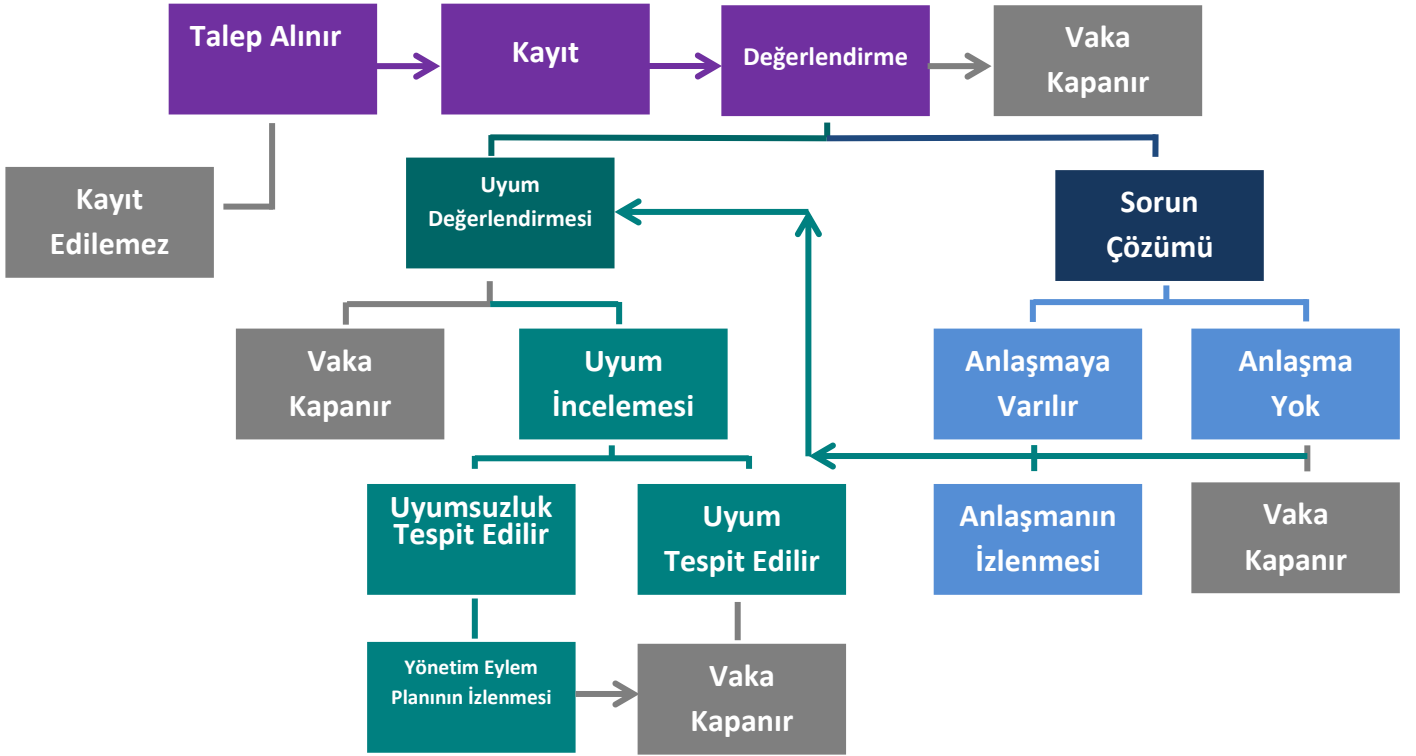 Talep Alınır
Kayıt
Değerlendirme
Vaka
Kapanır
Kayıt
Edilemez
Uyum
Değerlendirmesi
Sorun
Çözümü
Vaka
Kapanır
Uyum
İncelemesi
Anlaşmaya
Varılır
Anlaşma
Yok
Uyumsuzluk
Tespit Edilir
Uyum
Tespit Edilir
Anlaşmanın
İzlenmesi
Vaka
Kapanır
Yönetim Eylem
Planının İzlenmesi
Vaka
Kapanır